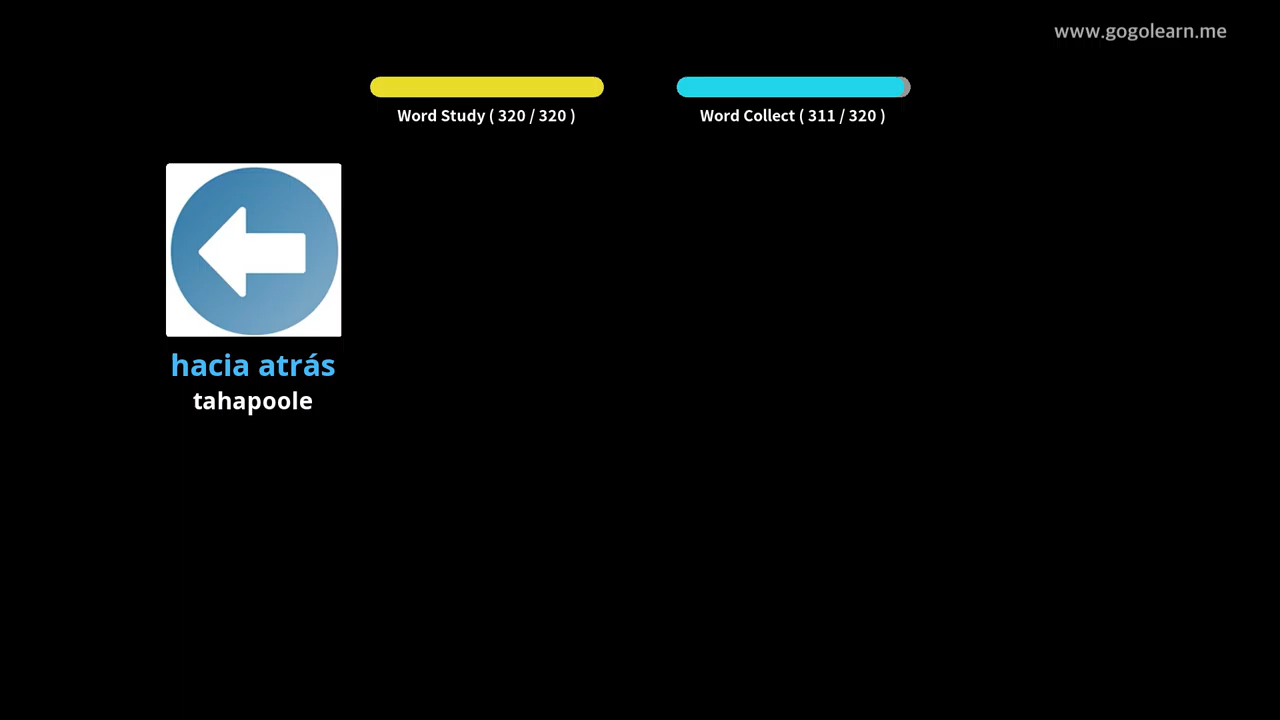 www.gogolearn.me
Word Study ( 320 / 320 )
Word Collect ( 311 / 320 )
hacia atrás
tahapoole